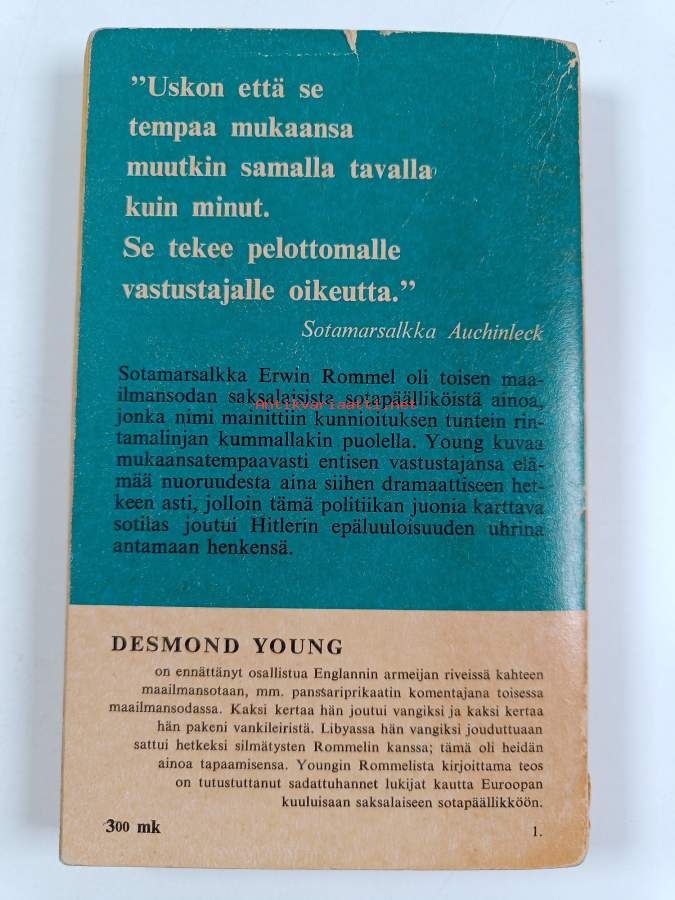 ”Uskon että se
tempaa mukaansa
muutkin samalla tavalla
kuin minut.
Se tekee pelottomalle
vastustajalle oikeutta.”
Sotamarsalkka Auchinleck
Sotamarsalkka Erwin Rommel oli toisen maa-
ilmansodan saksalaisista sotapäälliköistä ainoa,
Antikvariaatti.net
jonka nimi mainittiin kunnioituksen tuntein rin-
tamalinjan kummallakin puolella. Young kuvaa
mukaansatempaavasti entisen vastustajansa elä-
mää nuoruudesta aina siihen dramaattiseen het-
keen asti, jolloin tämä politiikan juonia karttava
sotilas joutui Hitlerin epäluuloisuuden uhrina
antamaan henkensä.
DESMOND YOUNG
on ennättänyt osallistua Englannin armeijan riveissä kahteen
maailmansotaan, mm. panssariprikaatin komentajana toisessa
maailmansodassa. Kaksi kertaa hän joutui vangiksi ja kaksi kertaa
hän pakeni vankileiristä. Libyassa hän vangiksi jouduttuaan
sattui hetkeksi silmätysten Rommelin kanssa; tämä oli heidän
ainoa tapaamisensa. Youngin Rommelista kirjoittama teos
on tutustuttanut sadattuhannet lukijat kautta Euroopan
kuuluisaan saksalaiseen sotapäällikköön.
300 mk
1.